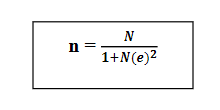 n = N / 1+N(e)²